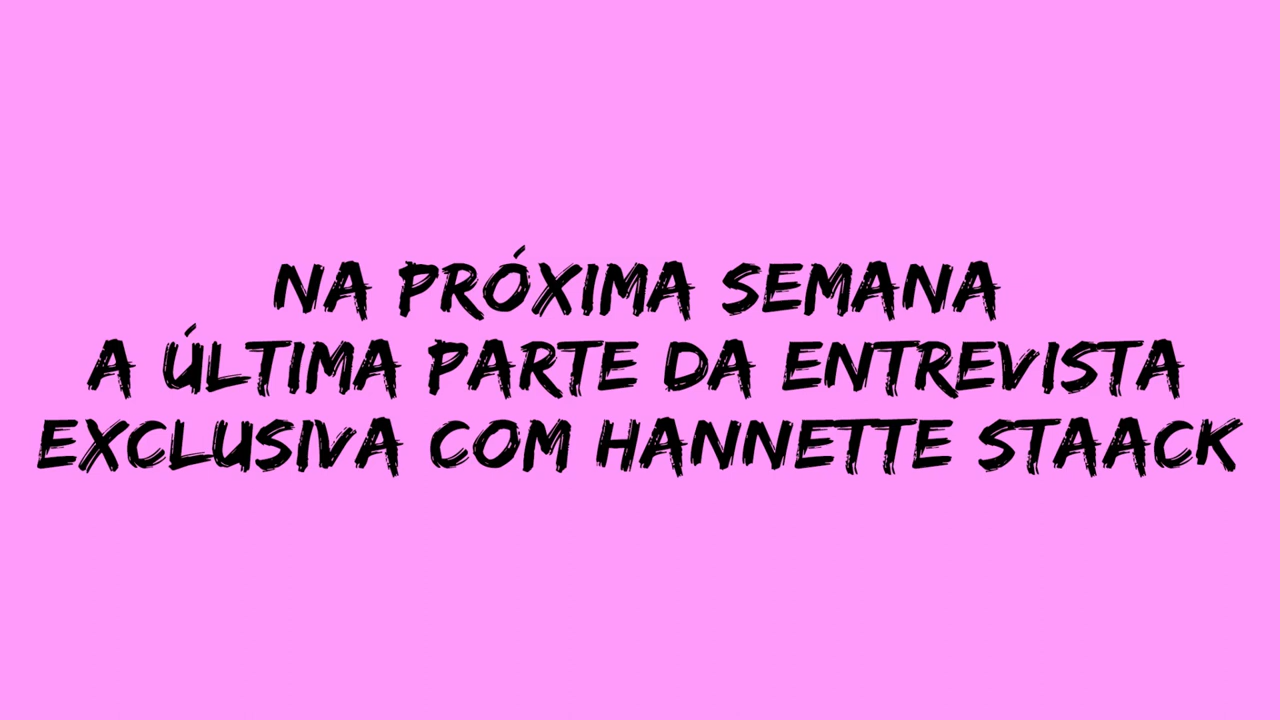 NA PRÓXIMA SEMANA
A ÚLTIMA PARTE DA ENTREVISTA
EXCLUSIVA COM HANNETTE STAACK